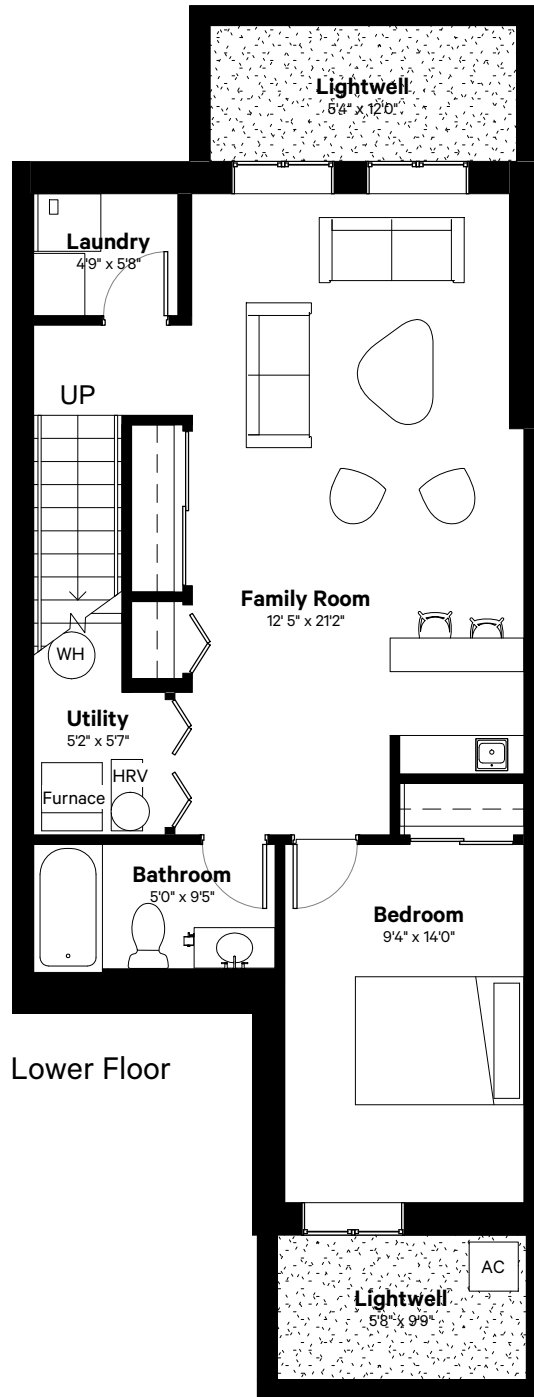 Lightwell
5'4" x 12'0"
Laundry
4'9" x 5'8"
UP
Family Room
12' 5" x 21'2"
WH
Utility
5'2" x 5'7"
HRV
Furnace
Bathroom
5'0" x 9'5"
Bedroom
9'4" x 14'0"
Lower Floor
AC
Lightwell
5'8" x 9'9"